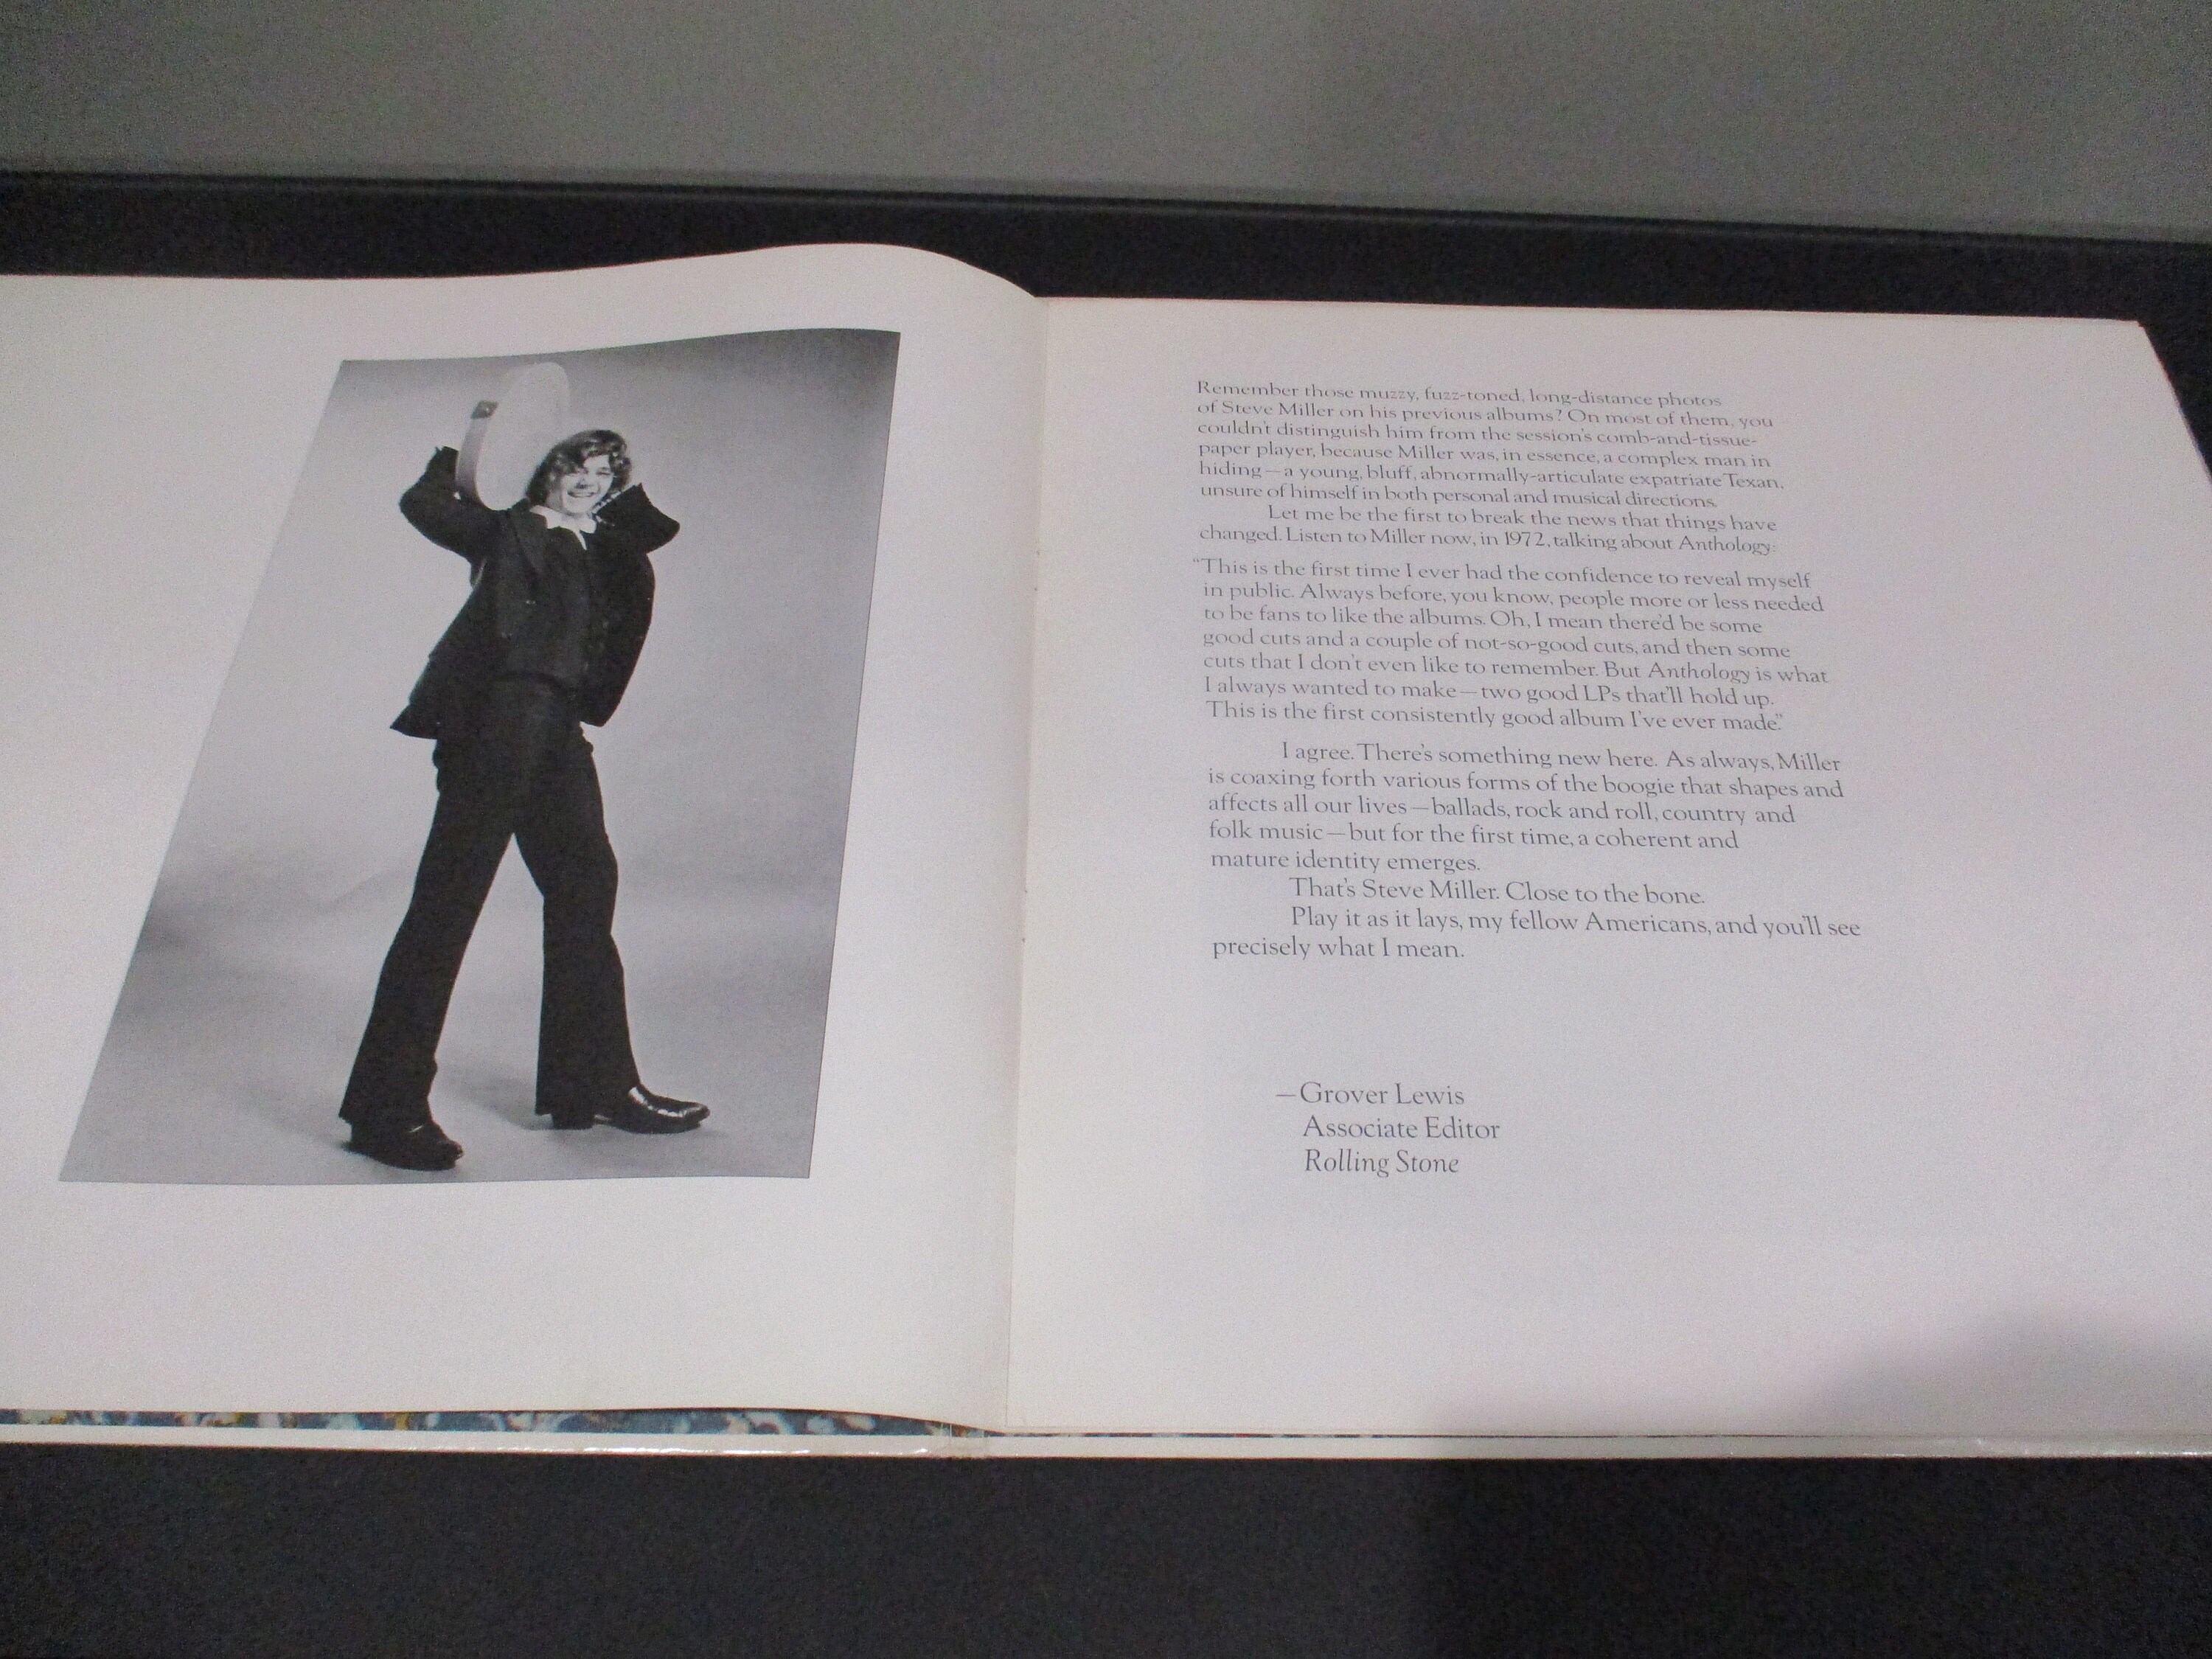 Remember those muzzy, fuzz-toned, long-distance photos
of Steve Miller on his previous albums? On most of them, you
couldn't distinguish him from the session's comb-and-tissue-
paper player, because Miller was, in essence, a complex man in
hiding—a young, bluff, abnormally-articulate expatriate Texan,
unsure of himself in both personal and musical directions.
Let me be the first to break the news that things have
changed. Listen to Miller now, in 1972, talking about Anthology:
“This is the first time I ever had the confidence to reveal myself
in public. Always before, you know, people more or less needed
to be fans to like the albums. Oh, I mean there'd be some
good cuts and a couple of not-so-good cuts, and then some
cuts that I don't even like to remember. But Anthology is what
I always wanted to make—two good LPs that'll hold up.
This is the first consistently good album I've ever made.”
I agree. There's something new here. As always, Miller
is coaxing forth various forms of the boogie that shapes and
affects all our lives—ballads, rock and roll, country and
folk music—but for the first time, a coherent and
mature identity emerges.
That's Steve Miller. Close to the bone.
Play it as it lays, my fellow Americans, and you'll see
precisely what I mean.
—Grover Lewis
Associate Editor
Rolling Stone